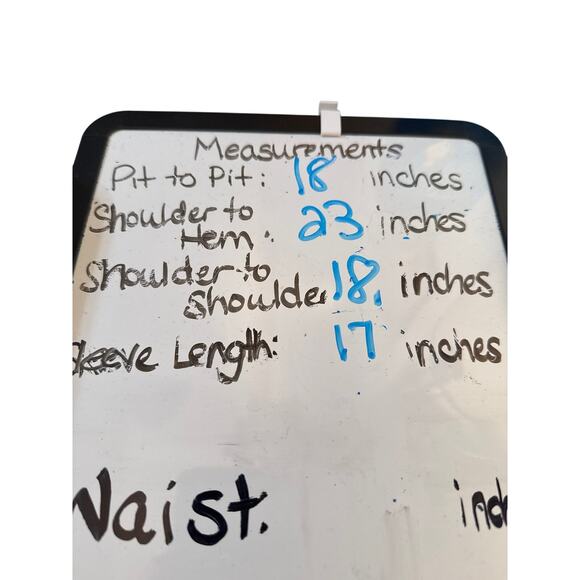 Measurements
Pit to Pit: 18 inches
Shoulder to
Hem: 23 inches
Shoulder to
Shoulder 18 inches
Sleeve Length: 17 inches
Waist. inch